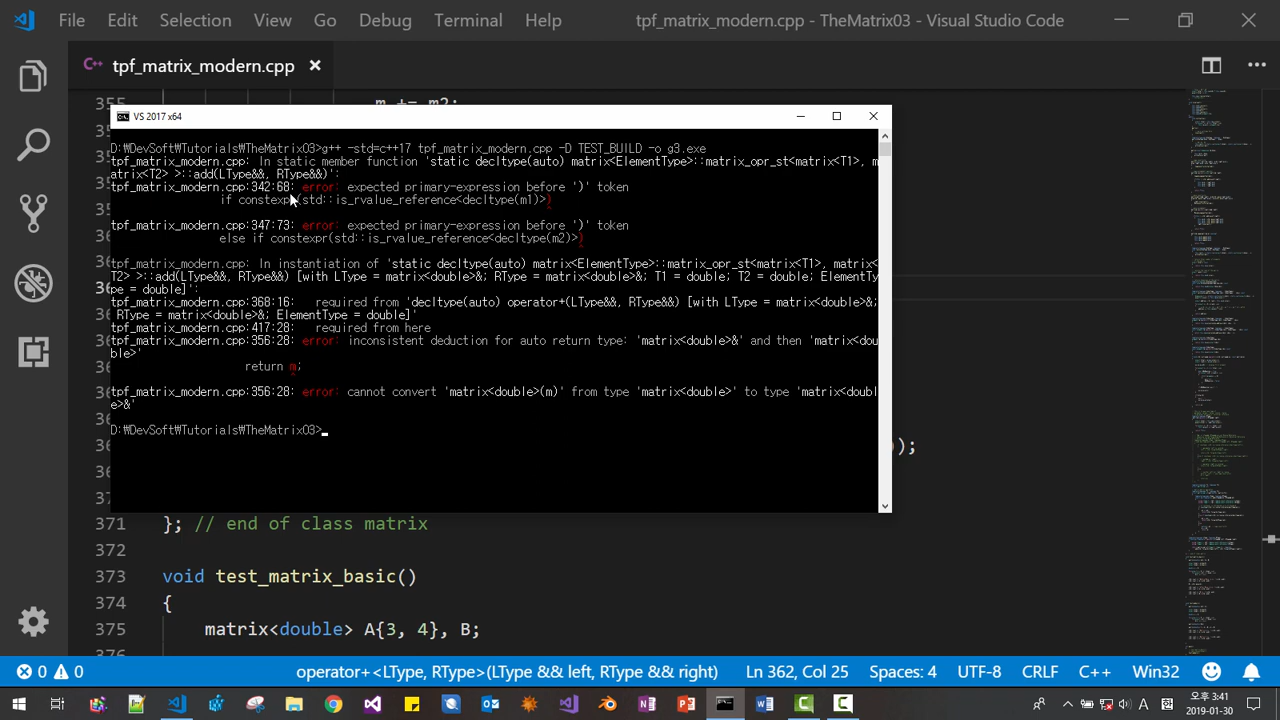 File Edit Selection View Go Debug Terminal Help tpf_matrix_modern.cpp - TheMatrix03 - Visual Studio Code
tpf_matrix_modern.cpp
355 m += m2;
VS 2017 x64
D:₩DevSoft₩Tutorials₩TheMatrix03>g++ -std=c++17 tpf_matrix_modern.cpp -D TEST_BUILD -o g.exe
tpf_matrix_modern.cpp: In static member function 'static decltype(auto) matrix<ElementType>::matrix_opr_st<matrix<T1>, m
atrix<T2> >::add(LType&&, RType&&)':
tpf_matrix_modern.cpp:342:68: error: expected primary-expression before ')' token
if constexpr(std::is_rvalue_reference<decltype(m1)>)
tpf_matrix_modern.cpp:347:73: error: expected primary-expression before ')' token
else if constexpr(std::is_rvalue_reference<decltype(m2)>)
tpf_matrix_modern.cpp: In instantiation of 'static decltype(auto) matrix<ElementType>::matrix_opr_st<matrix<T1>, matrix<
T2> >::add(LType&&, RType&&) [with LType = matrix<double>&; RType = matrix<double>&; T1 = double; T2 = double; ElementTy
pe = double]':
tpf_matrix_modern.cpp:368:16: required from 'decltype(auto) operator+(LType&&, RType&&) [with LType = matrix<double>&;
RType = matrix<double>&; ElementType = double]'
tpf_matrix_modern.cpp:417:28: required from here
tpf_matrix_modern.cpp:356:28: error: inconsistent deduction for auto return type: 'matrix<double>&' and then 'matrix<dou
ble>'
return m;
tpf_matrix_modern.cpp:356:28: error: cannot convert 'matrix<double>(m)' from type 'matrix<double>' to type 'matrix<doubl
e>&'
D:₩DevSoft₩Tutorials₩TheMatrix03>
);
371 }; // end of class matrix
372
373 void test_matrix_basic()
374 {
375 matrix<double> A{3, 4}, B;
376
0 0 operator+<LType, RType>(LType && left, RType && right) Ln 362, Col 25 Spaces: 4 UTF-8 CRLF C++ Win32
오후 3:41
2019-01-30